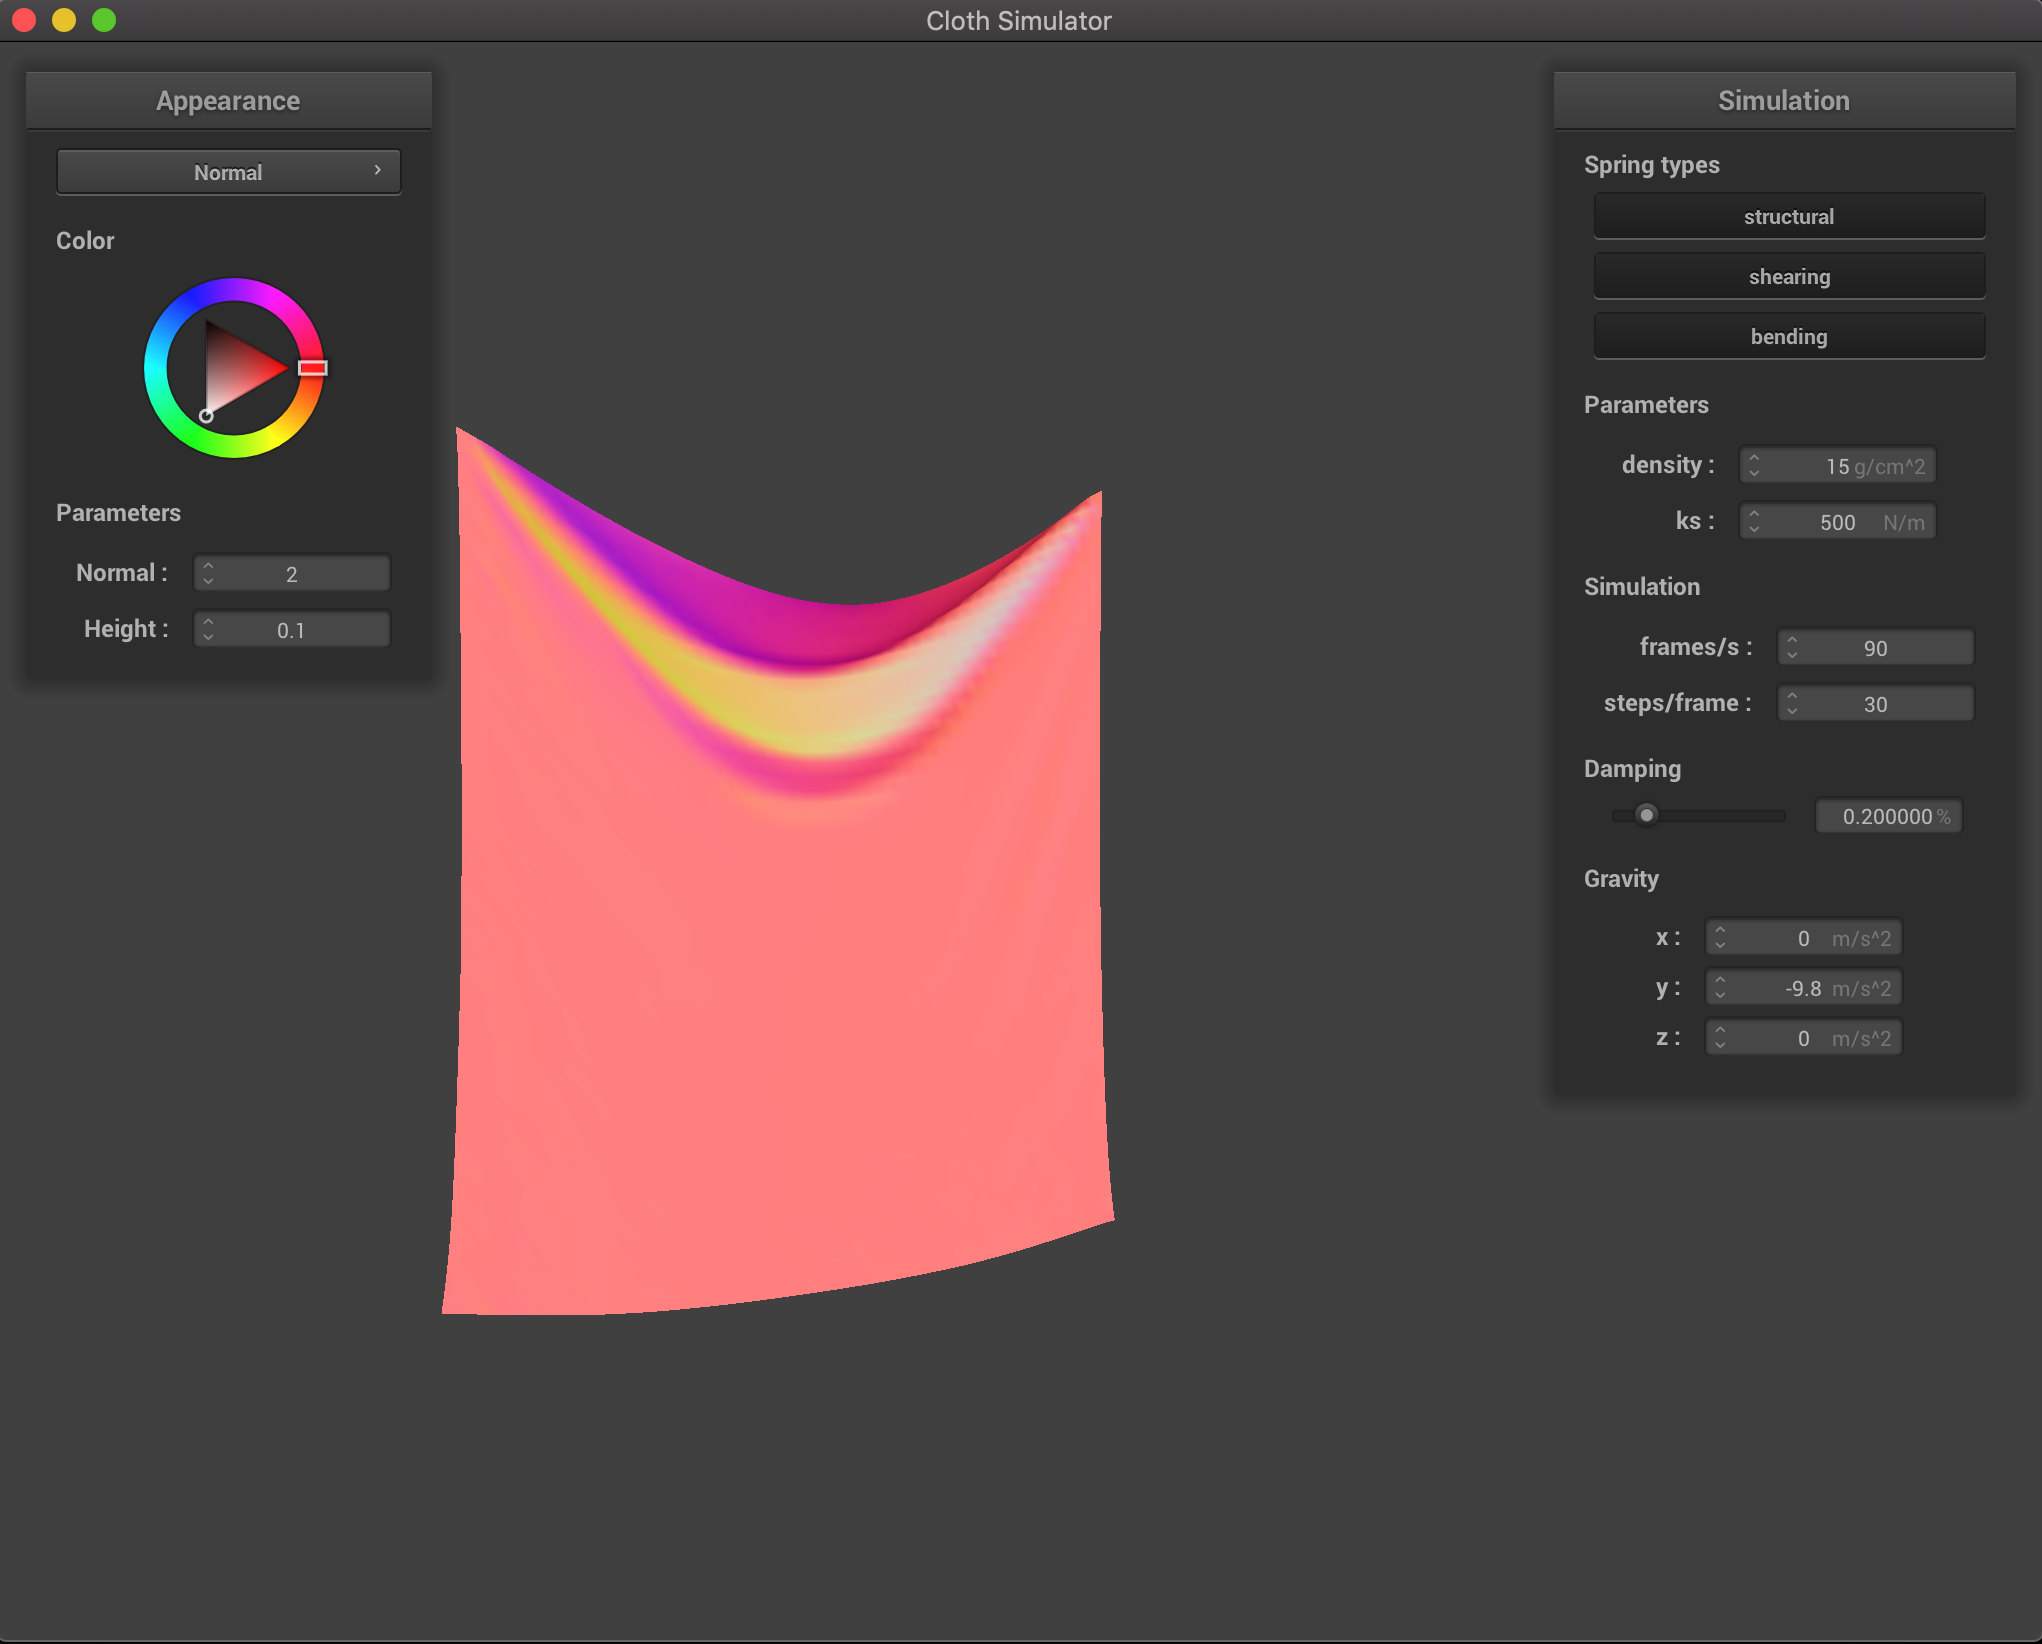 Cloth Simulator
Appearance
Normal
Color
Parameters
Normal : 2
Height : 0.1
Simulation
Spring types
structural
shearing
bending
Parameters
density : 15 g/cm^2
ks : 500 N/m
Simulation
frames/s : 90
steps/frame : 30
Damping
0.200000 %
Gravity
x : 0 m/s^2
y : -9.8 m/s^2
z : 0 m/s^2